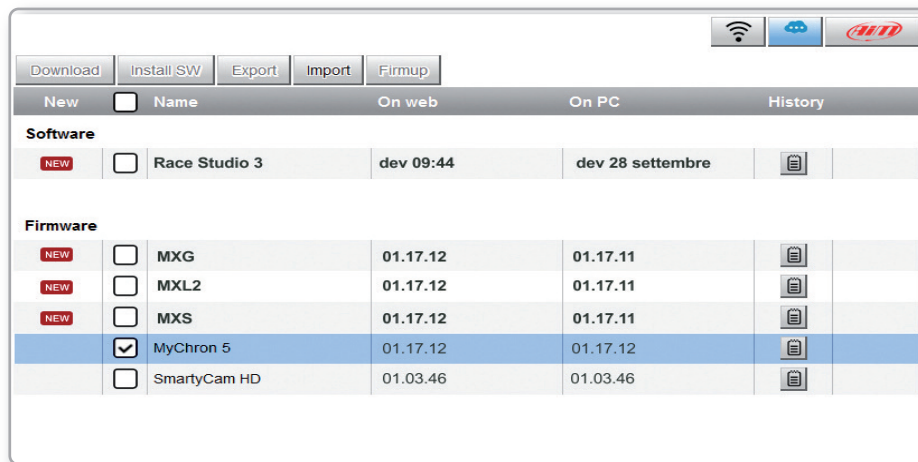 AiM
Download Install SW Export Import Firmup
New Name On web On PC History
Software
NEW Race Studio 3 dev 09:44 dev 28 settembre
Firmware
NEW MXG 01.17.12 01.17.11
NEW MXL2 01.17.12 01.17.11
NEW MXS 01.17.12 01.17.11
MyChron 5 01.17.12 01.17.12
SmartyCam HD 01.03.46 01.03.46